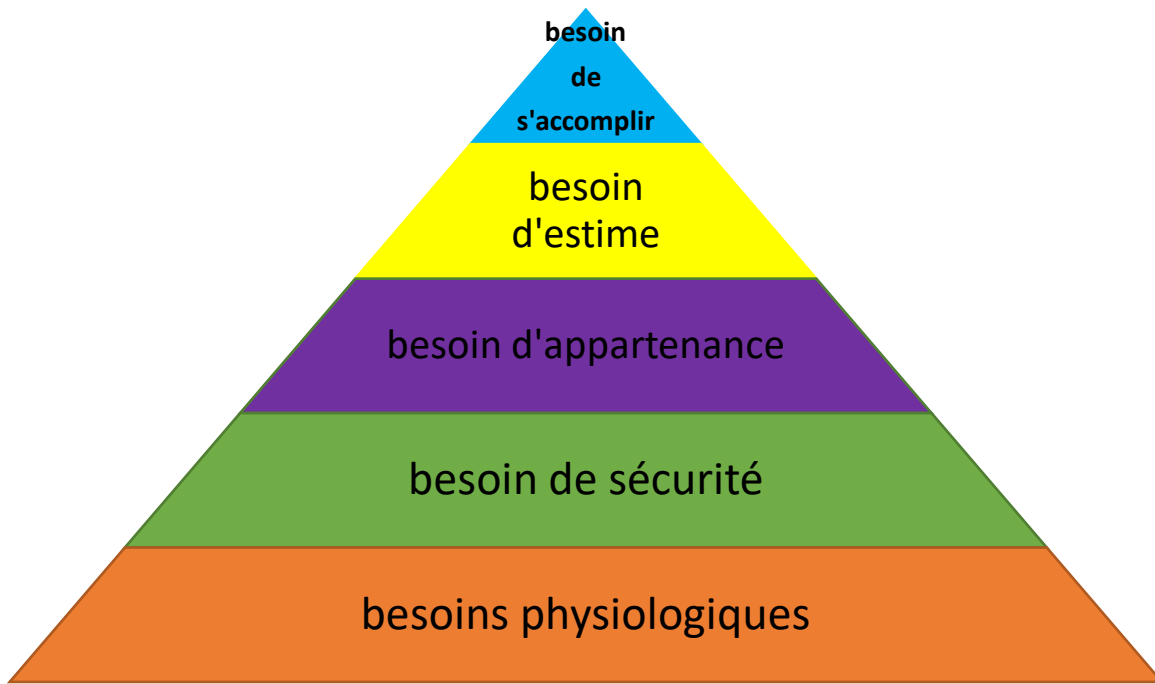 besoin
de
s'accomplir
besoin
d'estime
besoin d'appartenance
besoin de sécurité
besoins physiologiques